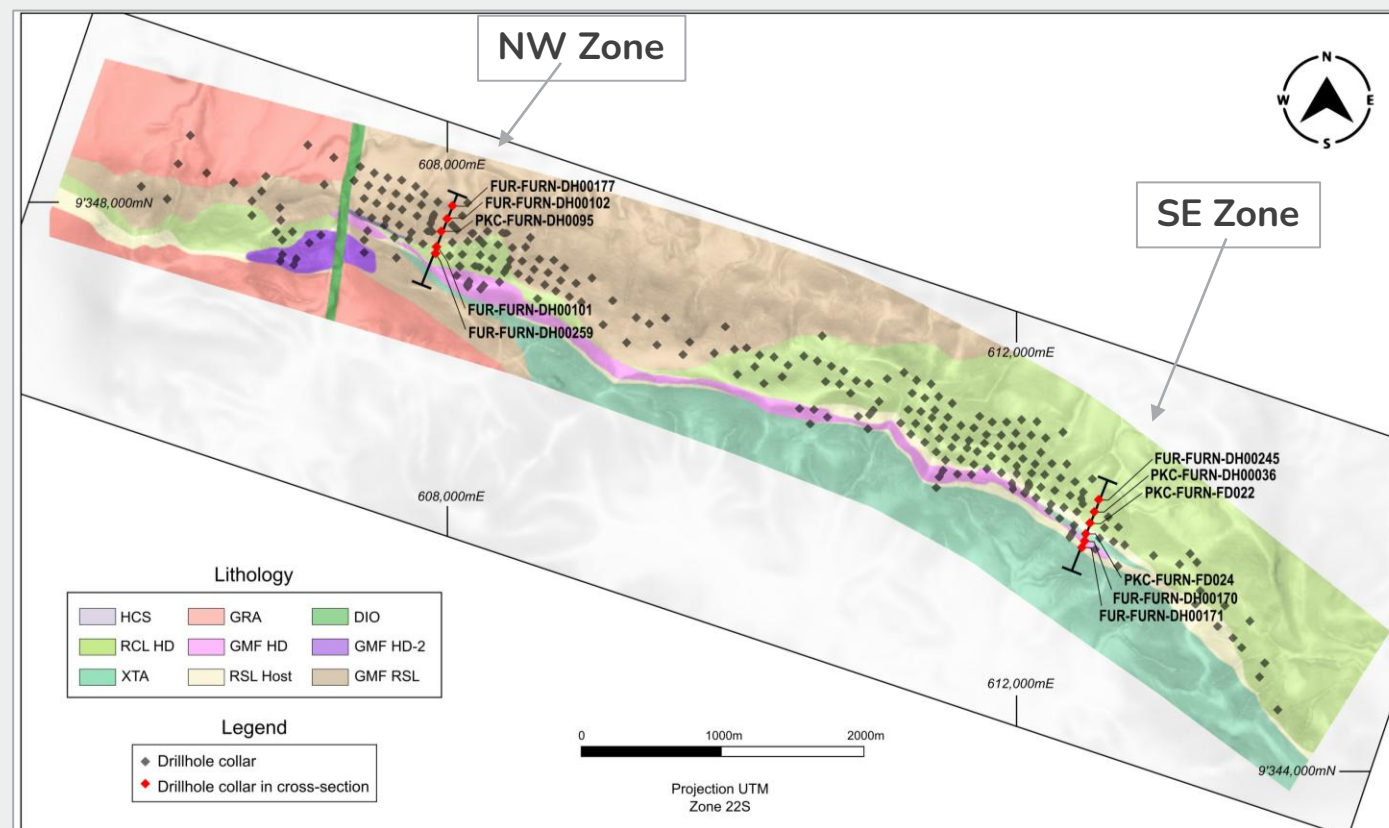 NW Zone
N
W
E
S
608,000mE
FUR-FURN-DH00177
FUR-FURN-DH00102
PKC-FURN-DH0095
9'348,000mN
SE Zone
FUR-FURN-DH00101
FUR-FURN-DH00259
612,000mE
FUR-FURN-DH00245
PKC-FURN-DH00036
PKC-FURN-FD022
608,000mE
PKC-FURN-FD024
FUR-FURN-DH00170
FUR-FURN-DH00171
Lithology
HCS GRA DIO
RCL HD GMF HD GMF HD-2
XTA RSL Host GMF RSL
612,000mE
Legend
Drillhole collar
Drillhole collar in cross-section
0 1000m 2000m
Projection UTM
Zone 22S
9'344,000mN